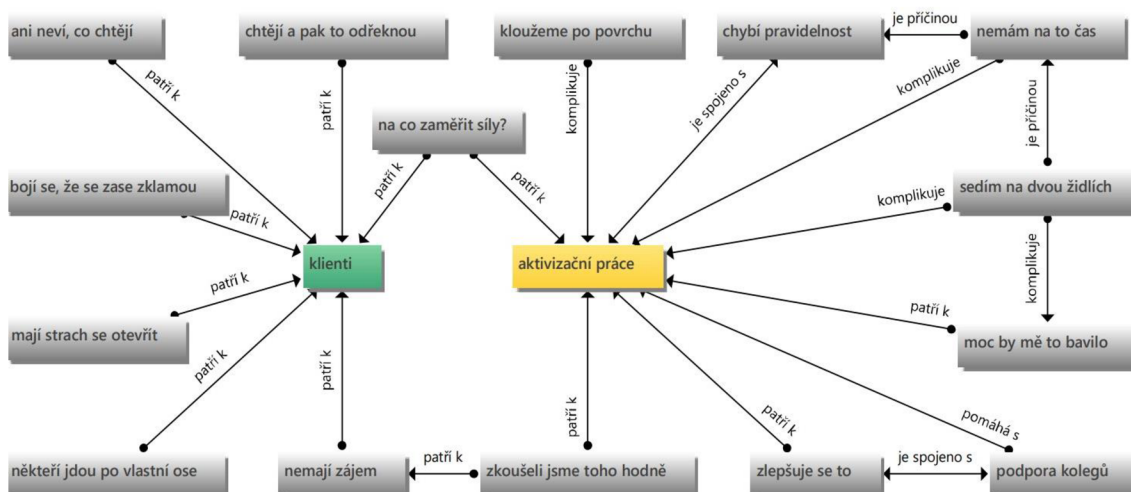 ani neví, co chtějí
chtějí a pak to odřeknou
kloužeme po povrchu
chybí pravidelnost
je příčinou
nemám na to čas
patří k
patří k
komplikuje
je spojeno s
komplikuje
je příčinou
na co zaměřit síly?
patří k
patří k
bojí se, že se zase zklamou
patří k
komplikuje
sedím na dvou židlích
klienti
aktivizační práce
komplikuje
patří k
patří k
mají strach se otevřít
moc by mě to bavilo
patří k
patří k
patří k
patří k
pomáhá s
někteří jdou po vlastní ose
nemají zájem
patří k
zkoušeli jsme toho hodně
zlepšuje se to
je spojeno s
podpora kolegů